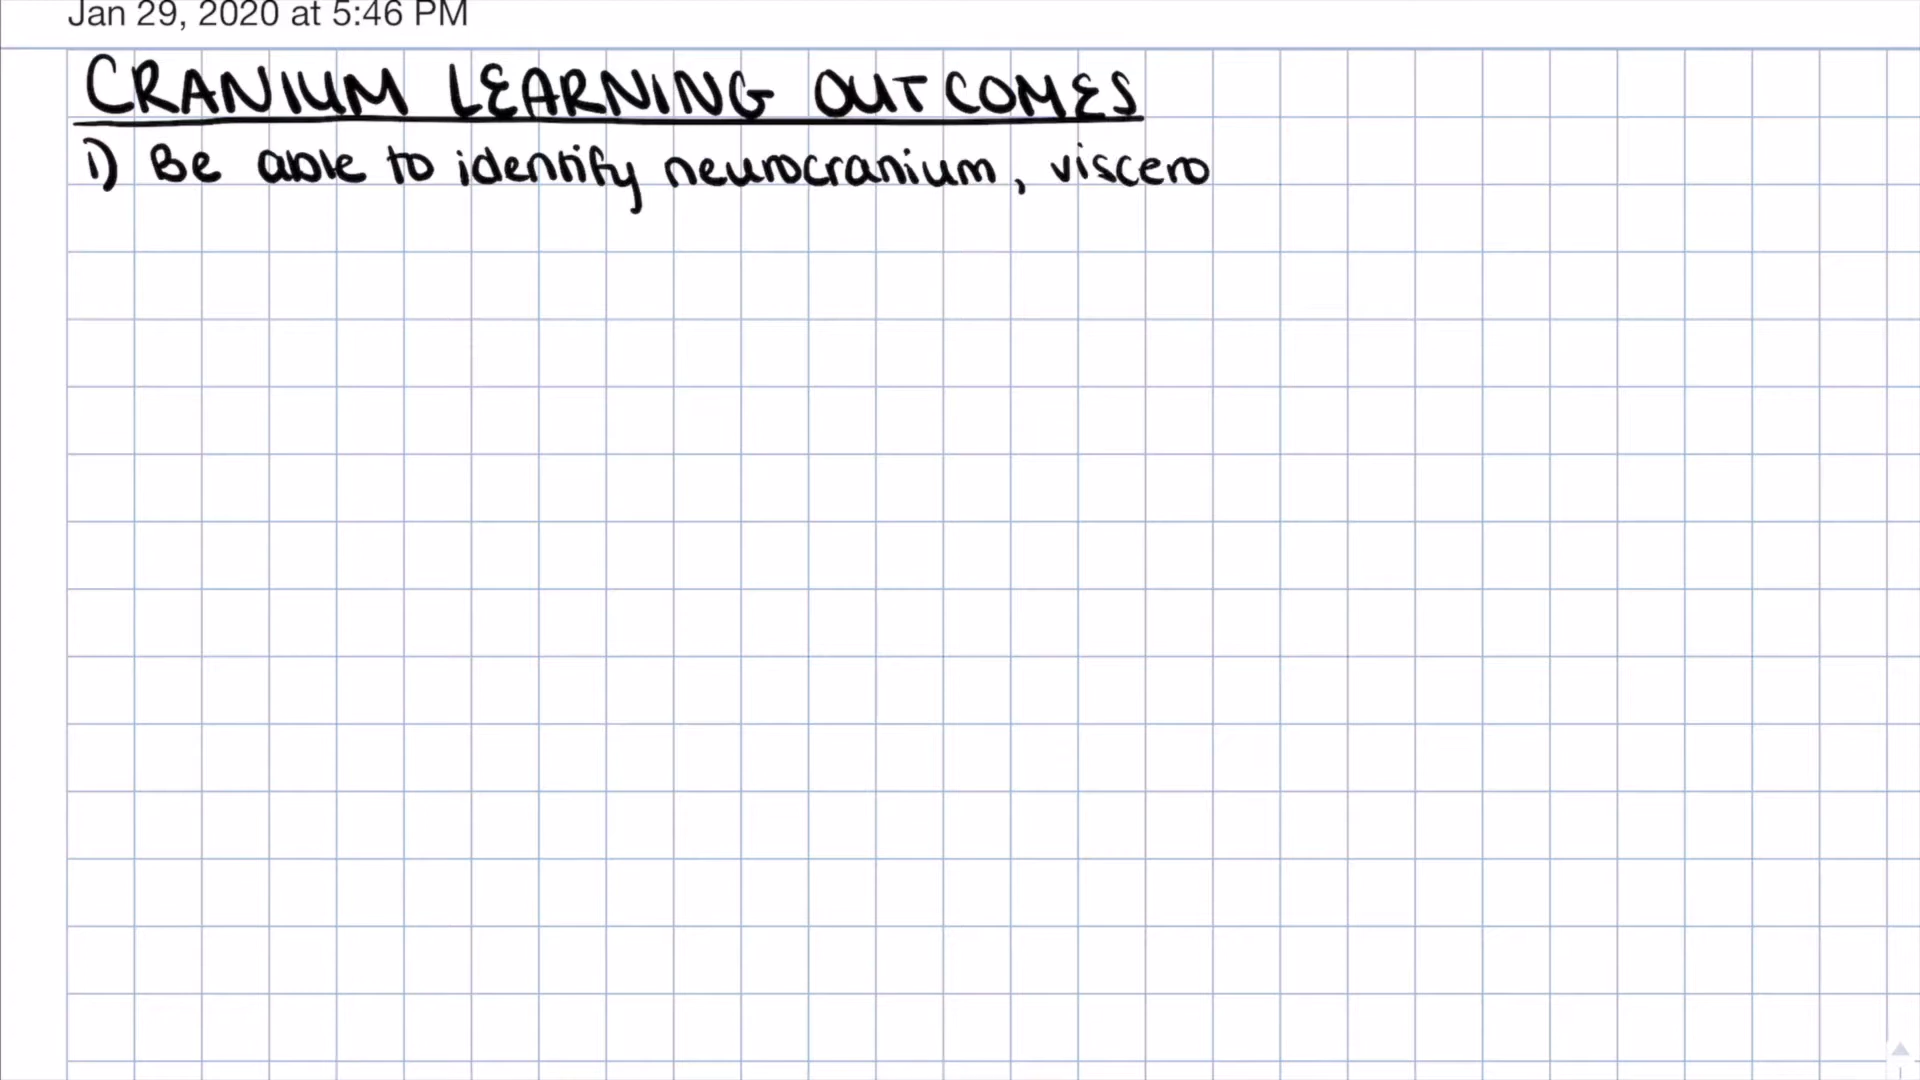 Jan 29, 2020 at 5:46 PM
CRANIUM LEARNING OUTCOMES
1) Be able to identify neurocranium, viscero